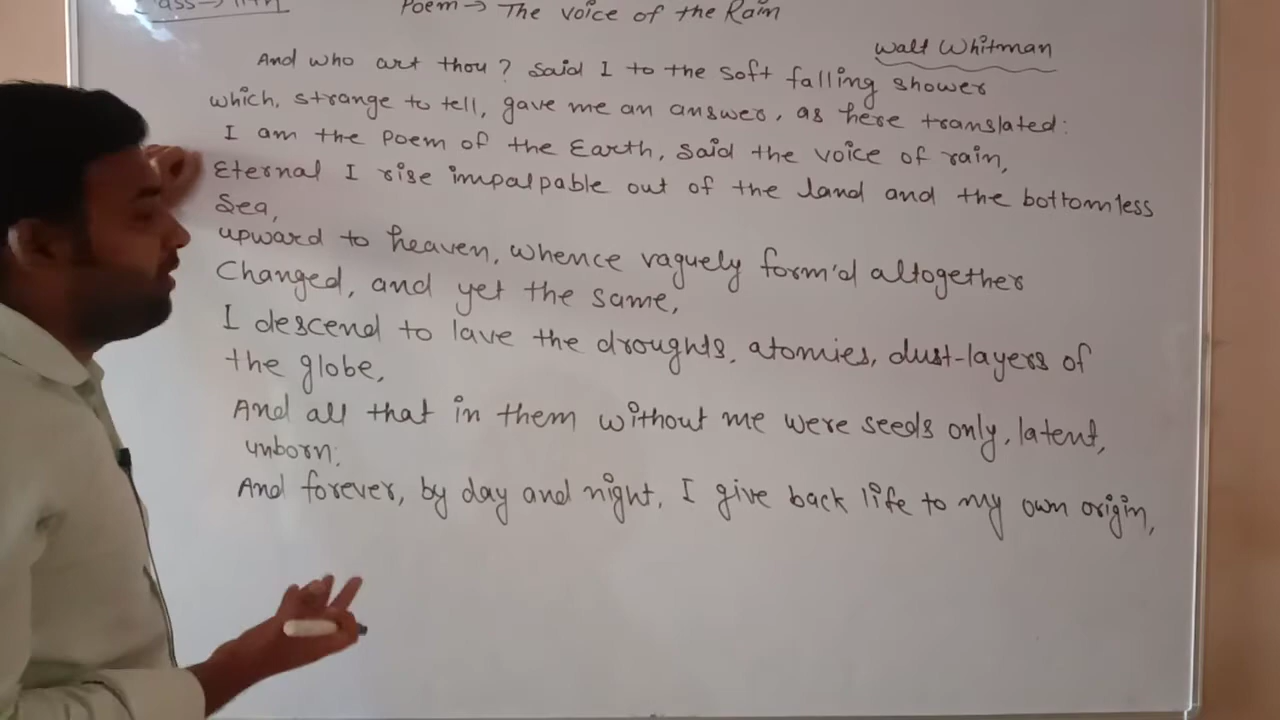 Poem → The Voice of the Rain
Walt Whitman
And who art thou? Said I to the soft falling shower
which, strange to tell, gave me an answer, as here translated:
I am the Poem of the Earth, said the voice of rain,
Eternal I rise impalpable out of the land and the bottomless
Sea,
upward to heaven, whence vaguely form'd altogether
Changed, and yet the same,
I descend to lave the droughts, atomies, dust-layers of
the globe,
And all that in them without me were seeds only, latent,
unborn;
And forever, by day and night, I give back life to my own origin,